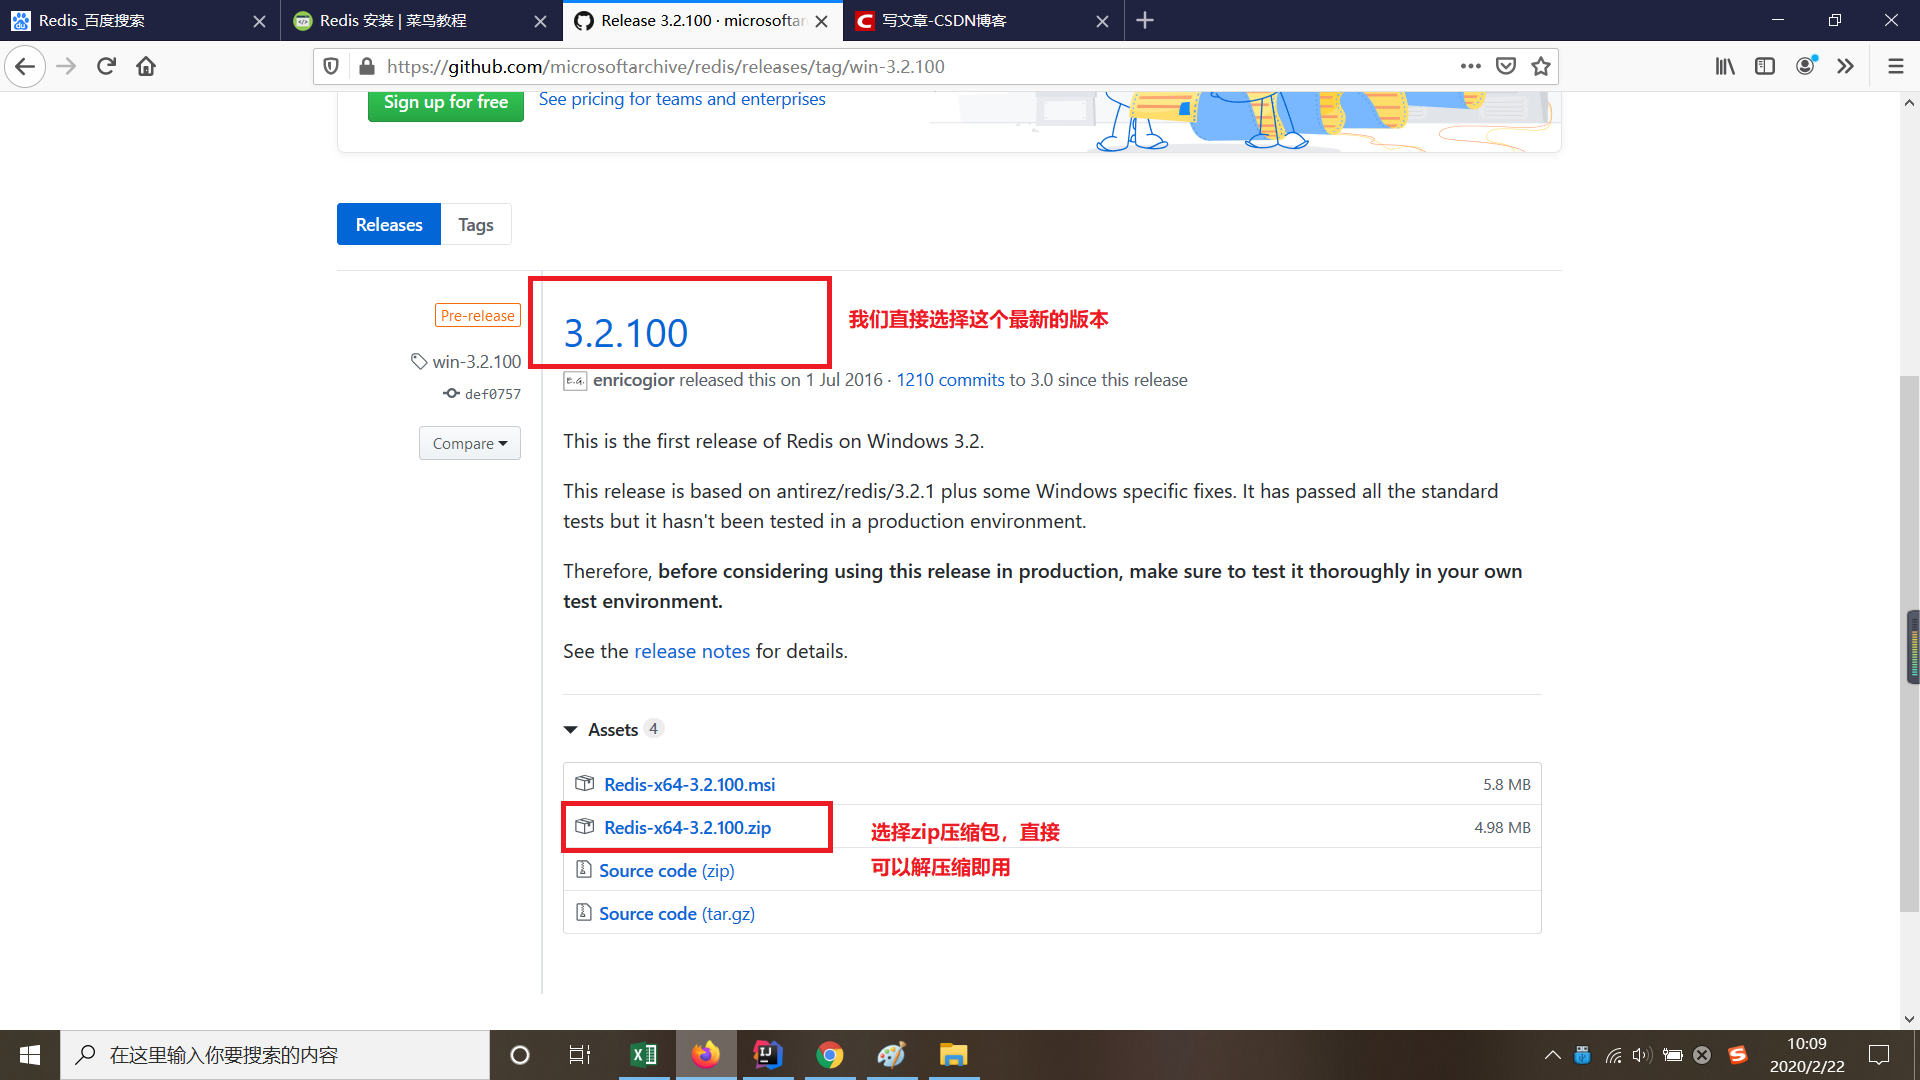 Redis_百度搜索
Redis 安装 | 菜鸟教程
Release 3.2.100 · microsoftar
写文章-CSDN博客
https://github.com/microsoftarchive/redis/releases/tag/win-3.2.100
Sign up for free
See pricing for teams and enterprises
Releases
Tags
Pre-release
3.2.100
我们直接选择这个最新的版本
win-3.2.100
enricogior released this on 1 Jul 2016 · 1210 commits to 3.0 since this release
def0757
Compare
This is the first release of Redis on Windows 3.2.
This release is based on antirez/redis/3.2.1 plus some Windows specific fixes. It has passed all the standard
tests but it hasn't been tested in a production environment.
Therefore, before considering using this release in production, make sure to test it thoroughly in your own
test environment.
See the release notes for details.
Assets 4
Redis-x64-3.2.100.msi
5.8 MB
Redis-x64-3.2.100.zip
4.98 MB
选择zip压缩包，直接
可以解压缩即用
Source code (zip)
Source code (tar.gz)
在这里输入你要搜索的内容
10:09
2020/2/22